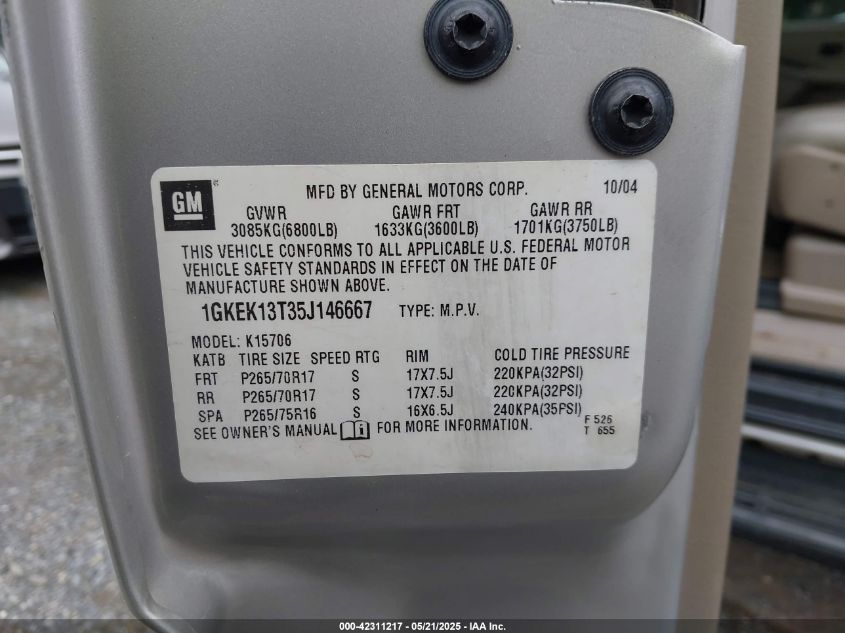 GM
MFD BY GENERAL MOTORS CORP. 10/04
GVWR GAWR FRT GAWR RR
3085KG(6800LB) 1633KG(3600LB) 1701KG(3750LB)
THIS VEHICLE CONFORMS TO ALL APPLICABLE U.S. FEDERAL MOTOR
VEHICLE SAFETY STANDARDS IN EFFECT ON THE DATE OF
MANUFACTURE SHOWN ABOVE.
1GKEK13T35J146667 TYPE: M.P.V.
MODEL: K15706
KATB TIRE SIZE SPEED RTG RIM COLD TIRE PRESSURE
FRT P265/70R17 S 17X7.5J 220KPA(32PSI)
RR P265/70R17 S 17X7.5J 220KPA(32PSI)
SPA P265/75R16 S 16X6.5J 240KPA(35PSI)
SEE OWNER'S MANUAL i FOR MORE INFORMATION.
F 526
T 655
000-42311217 - 05/21/2025 - IAA Inc.